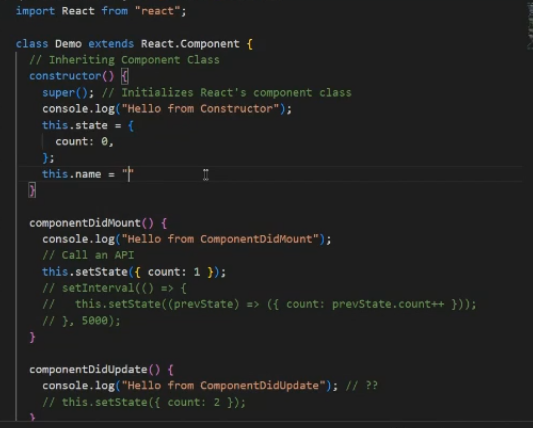 import React from "react";
class Demo extends React.Component {
// Inheriting Component Class
constructor() {
super(); // Initializes React's component class
console.log("Hello from Constructor");
this.state = {
count: 0,
};
this.name = ""
}
componentDidMount() {
console.log("Hello from ComponentDidMount");
// Call an API
this.setState({ count: 1 });
// setInterval(() => {
//   this.setState((prevState) => ({ count: prevState.count++ }));
// }, 5000);
}
componentDidUpdate() {
console.log("Hello from ComponentDidUpdate"); // ??
// this.setState({ count: 2 });
}